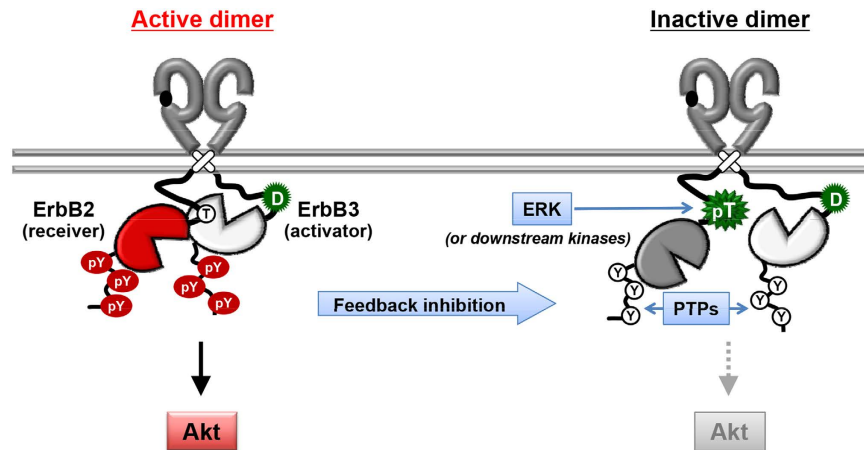 Active dimer
Inactive dimer
D
D
T
pT
ErbB2
(receiver)
ErbB3
(activator)
ERK
(or downstream kinases)
pY
pY
pY
pY
pY
pY
Y
Y
Y
Y
Y
Y
Feedback inhibition
PTPs
Akt
Akt